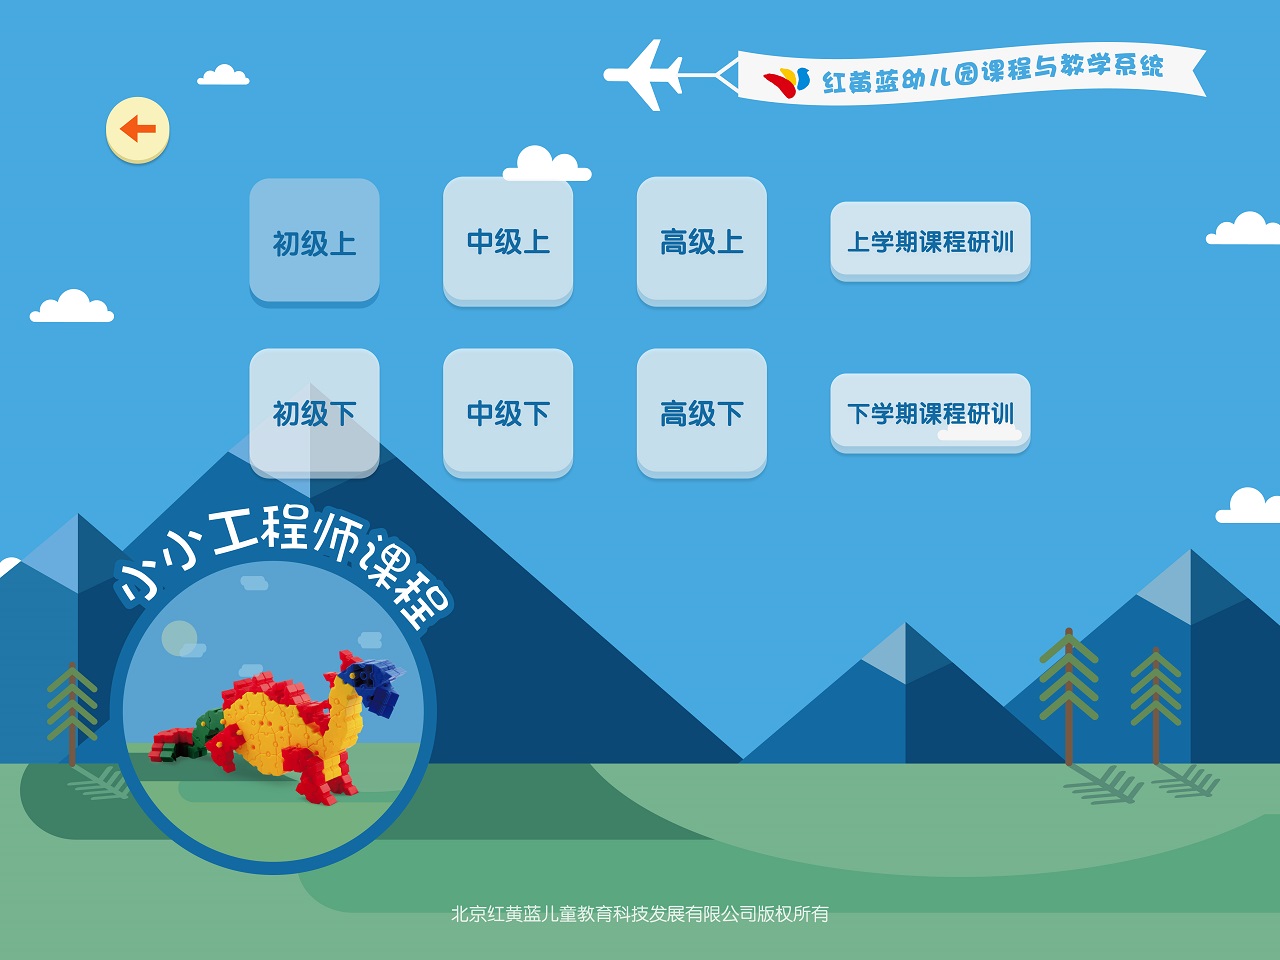 红黄蓝幼儿园课程与教学系统
初级上
中级上
高级上
上学期课程研训
初级下
中级下
高级下
下学期课程研训
小小工程师课程
北京红黄蓝儿童教育科技发展有限公司版权所有